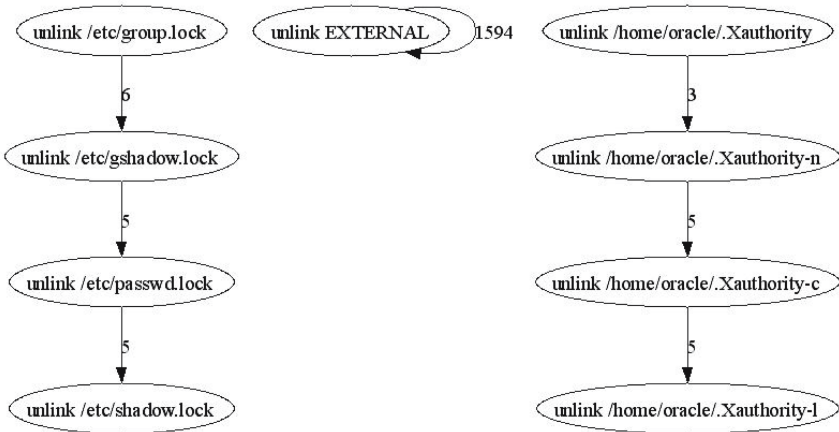 unlink /etc/group.lock
unlink EXTERNAL
1594
unlink /home/oracle/.Xauthority
6
3
unlink /etc/gshadow.lock
unlink /home/oracle/.Xauthority-n
5
5
unlink /etc/passwd.lock
unlink /home/oracle/.Xauthority-c
5
5
unlink /etc/shadow.lock
unlink /home/oracle/.Xauthority-l